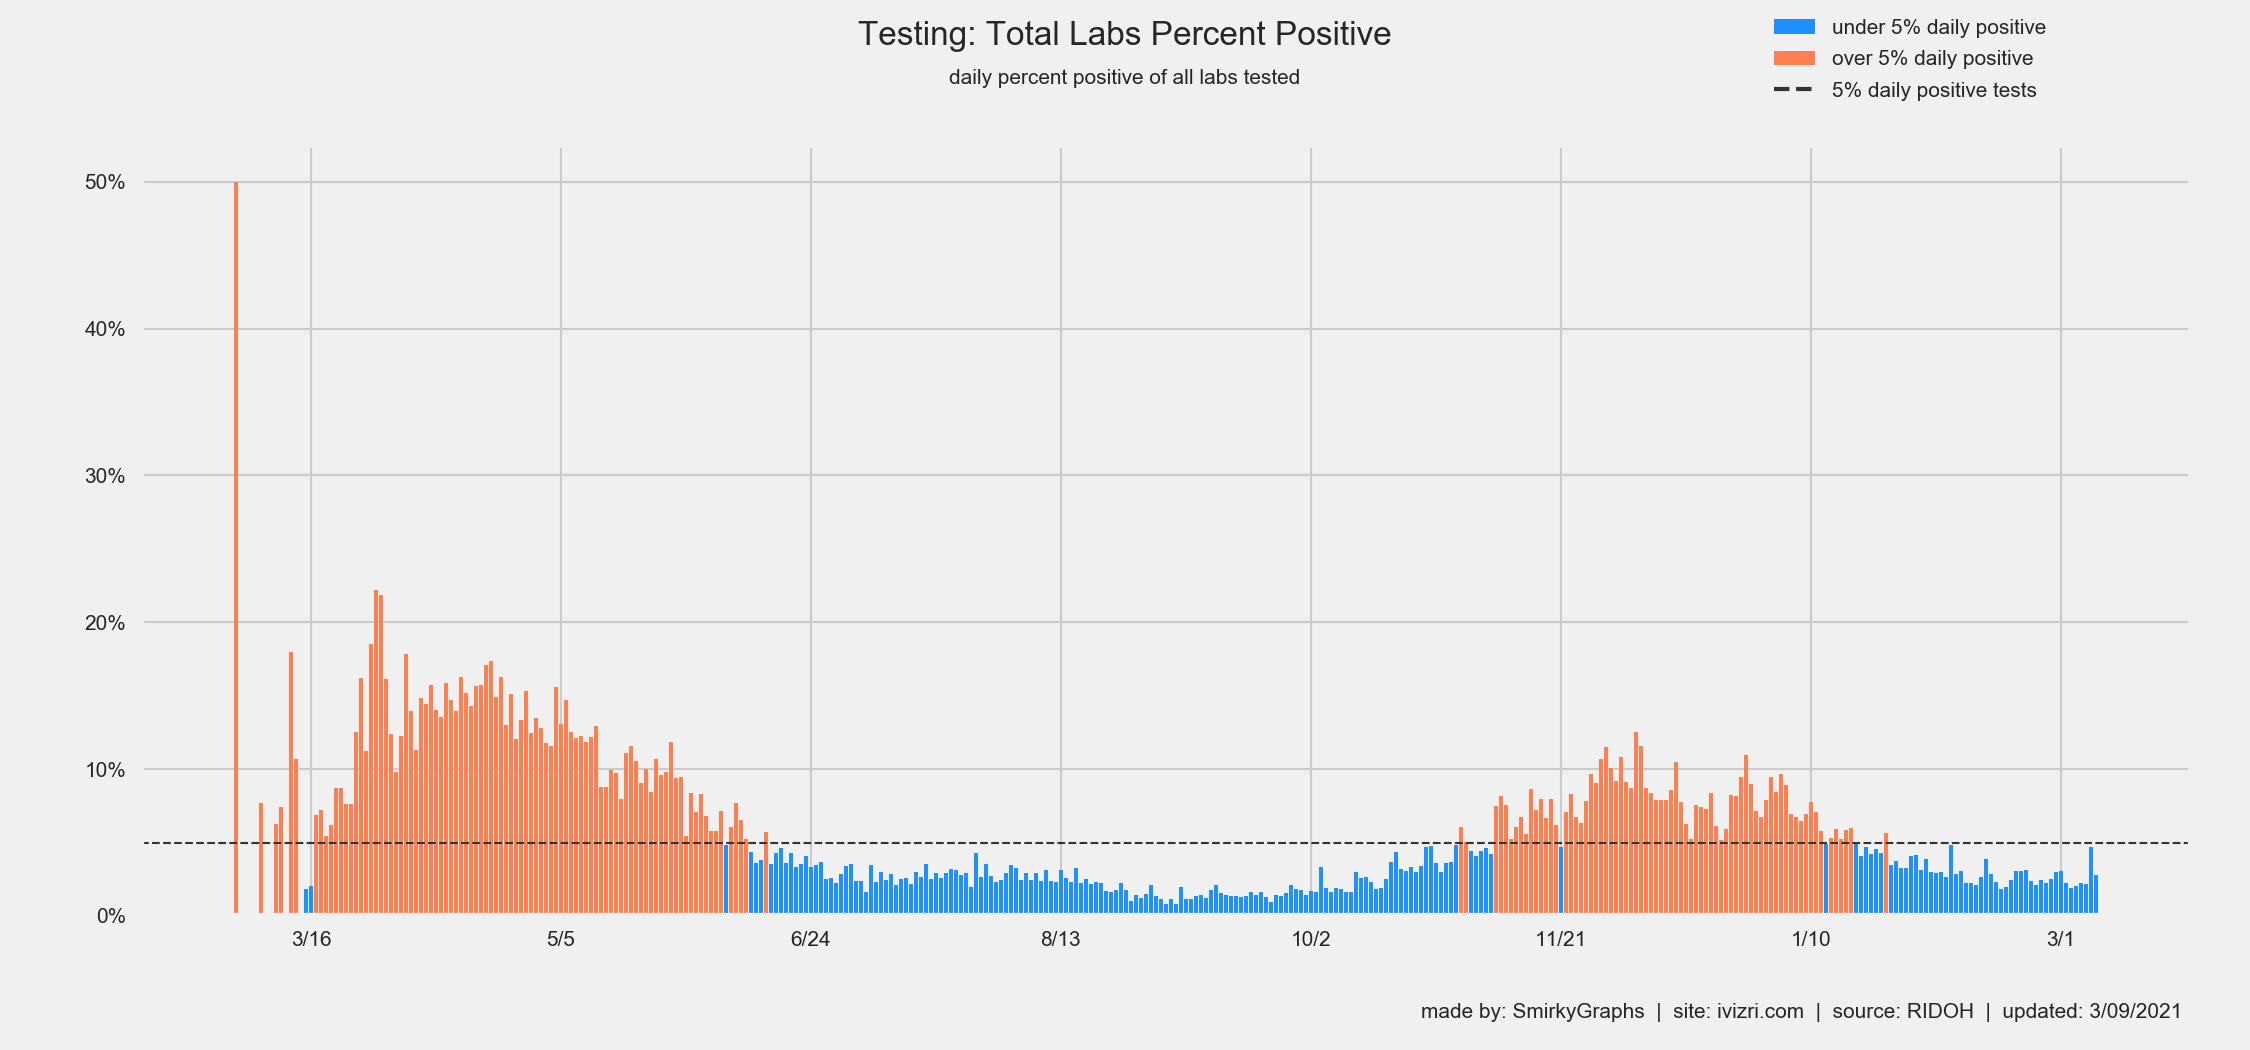 Testing: Total Labs Percent Positive
daily percent positive of all labs tested
under 5% daily positive
over 5% daily positive
5% daily positive tests
50%
40%
30%
20%
10%
0%
3/16 5/5 6/24 8/13 10/2 11/21 1/10 3/1
made by: SmirkyGraphs | site: ivizri.com | source: RIDOH | updated: 3/09/2021